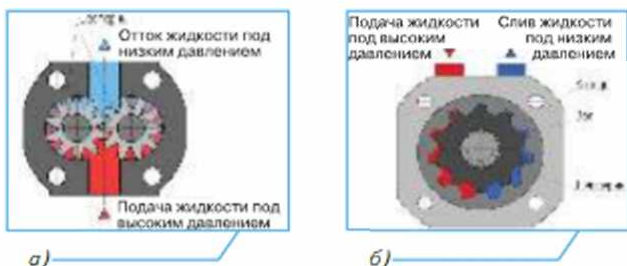 Отток жидкости под
низким давлением
Подача жидкости под
высоким давлением
а)
Подача жидкости
под высоким
давлением
Слив жидкости
под низким
давлением
б)